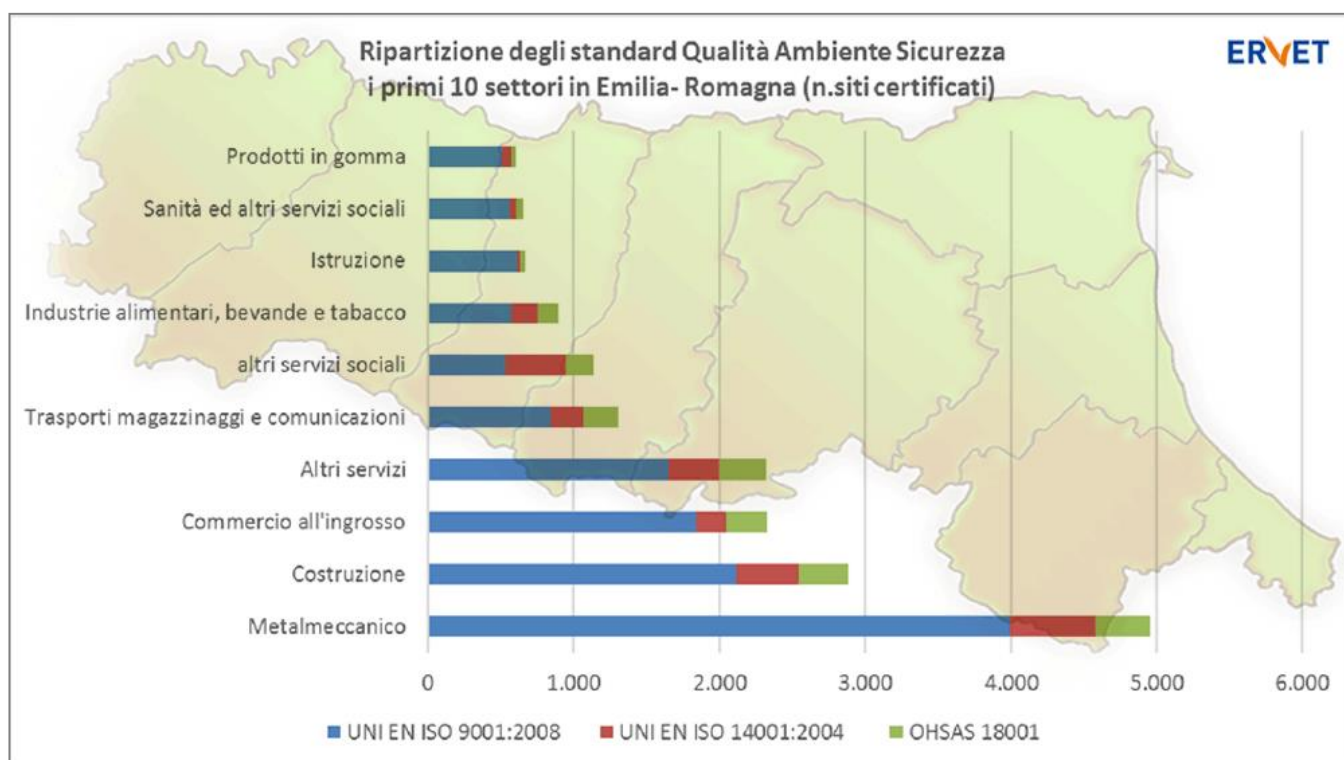 Ripartizione degli standard Qualità Ambiente Sicurezza
i primi 10 settori in Emilia- Romagna (n.siti certificati)
ERVET
Prodotti in gomma
Sanità ed altri servizi sociali
Istruzione
Industrie alimentari, bevande e tabacco
altri servizi sociali
Trasporti magazzinaggi e comunicazioni
Altri servizi
Commercio all'ingrosso
Costruzione
Metalmeccanico
0 1.000 2.000 3.000 4.000 5.000 6.000
UNI EN ISO 9001:2008 UNI EN ISO 14001:2004 OHSAS 18001